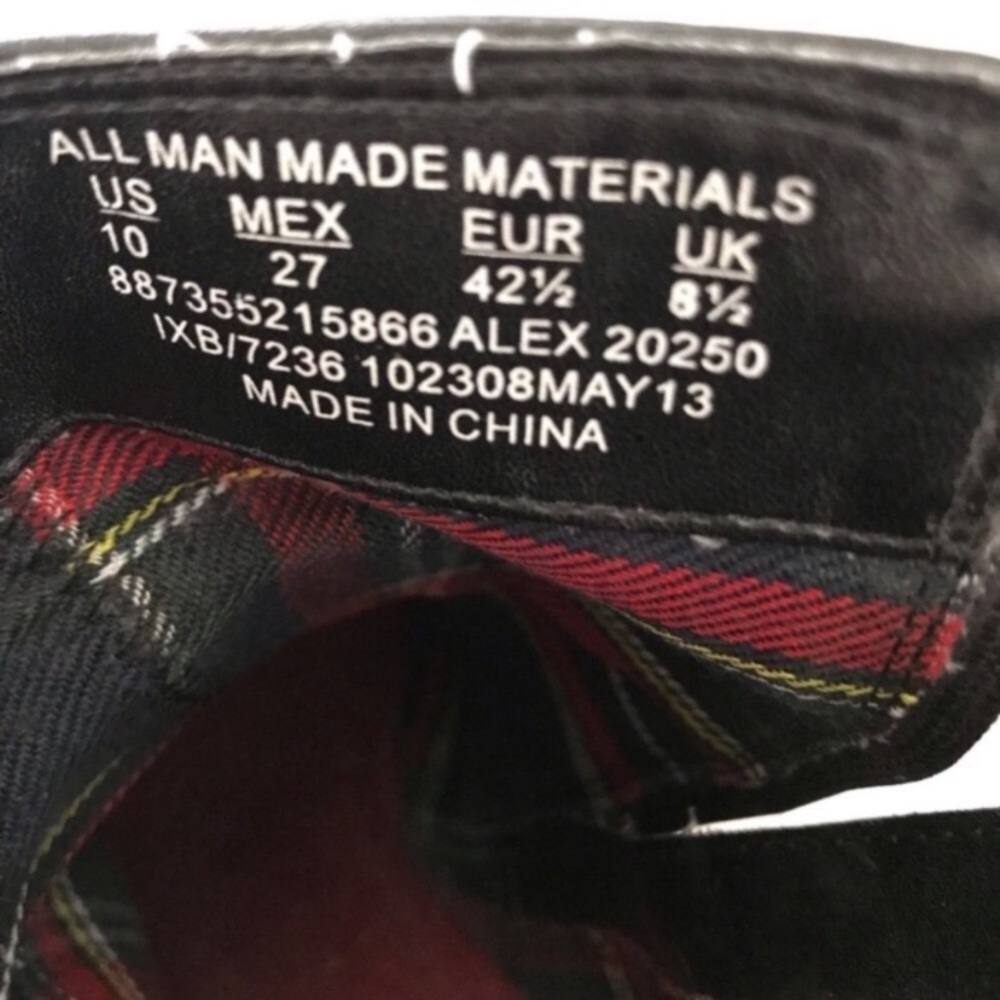 ALL MAN MADE MATERIALS
US MEX EUR UK
10 27 42½ 8½
887355215866 ALEX 20250
IXB/7236 102308MAY13
MADE IN CHINA